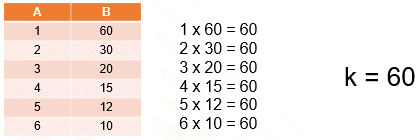 A B
1 60
2 30
3 20
4 15
5 12
6 10
1 x 60 = 60
2 x 30 = 60
3 x 20 = 60
4 x 15 = 60
5 x 12 = 60
6 x 10 = 60
k = 60